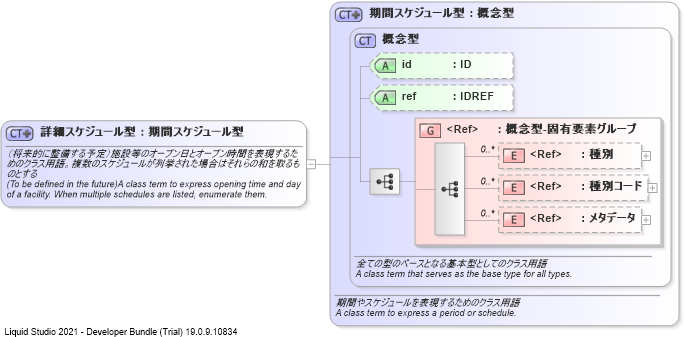 CT 期間スケジュール型 : 概念型
CT 概念型
A id : ID
A ref : IDREF
G <Ref> : 概念型-固有要素グループ
0..* E <Ref> : 種別
0..* E <Ref> : 種別コード
0..* E <Ref> : メタデータ
全ての型のベースとなる基本型としてのクラス用語
A class term that serves as the base type for all types.
期間やスケジュールを表現するためのクラス用語
A class term to express a period or schedule.
CT 詳細スケジュール型 : 期間スケジュール型
(将来的に整備する予定)施設等のオープン日とオープン時間を表現するた
めのクラス用語。複数のスケジュールが列挙された場合はそれらの和を取るも
のとする
(To be defined in the future)A class term to express opening time and day
of a facility. When multiple schedules are listed, enumerate them.
Liquid Studio 2021 - Developer Bundle (Trial) 19.0.9.10834